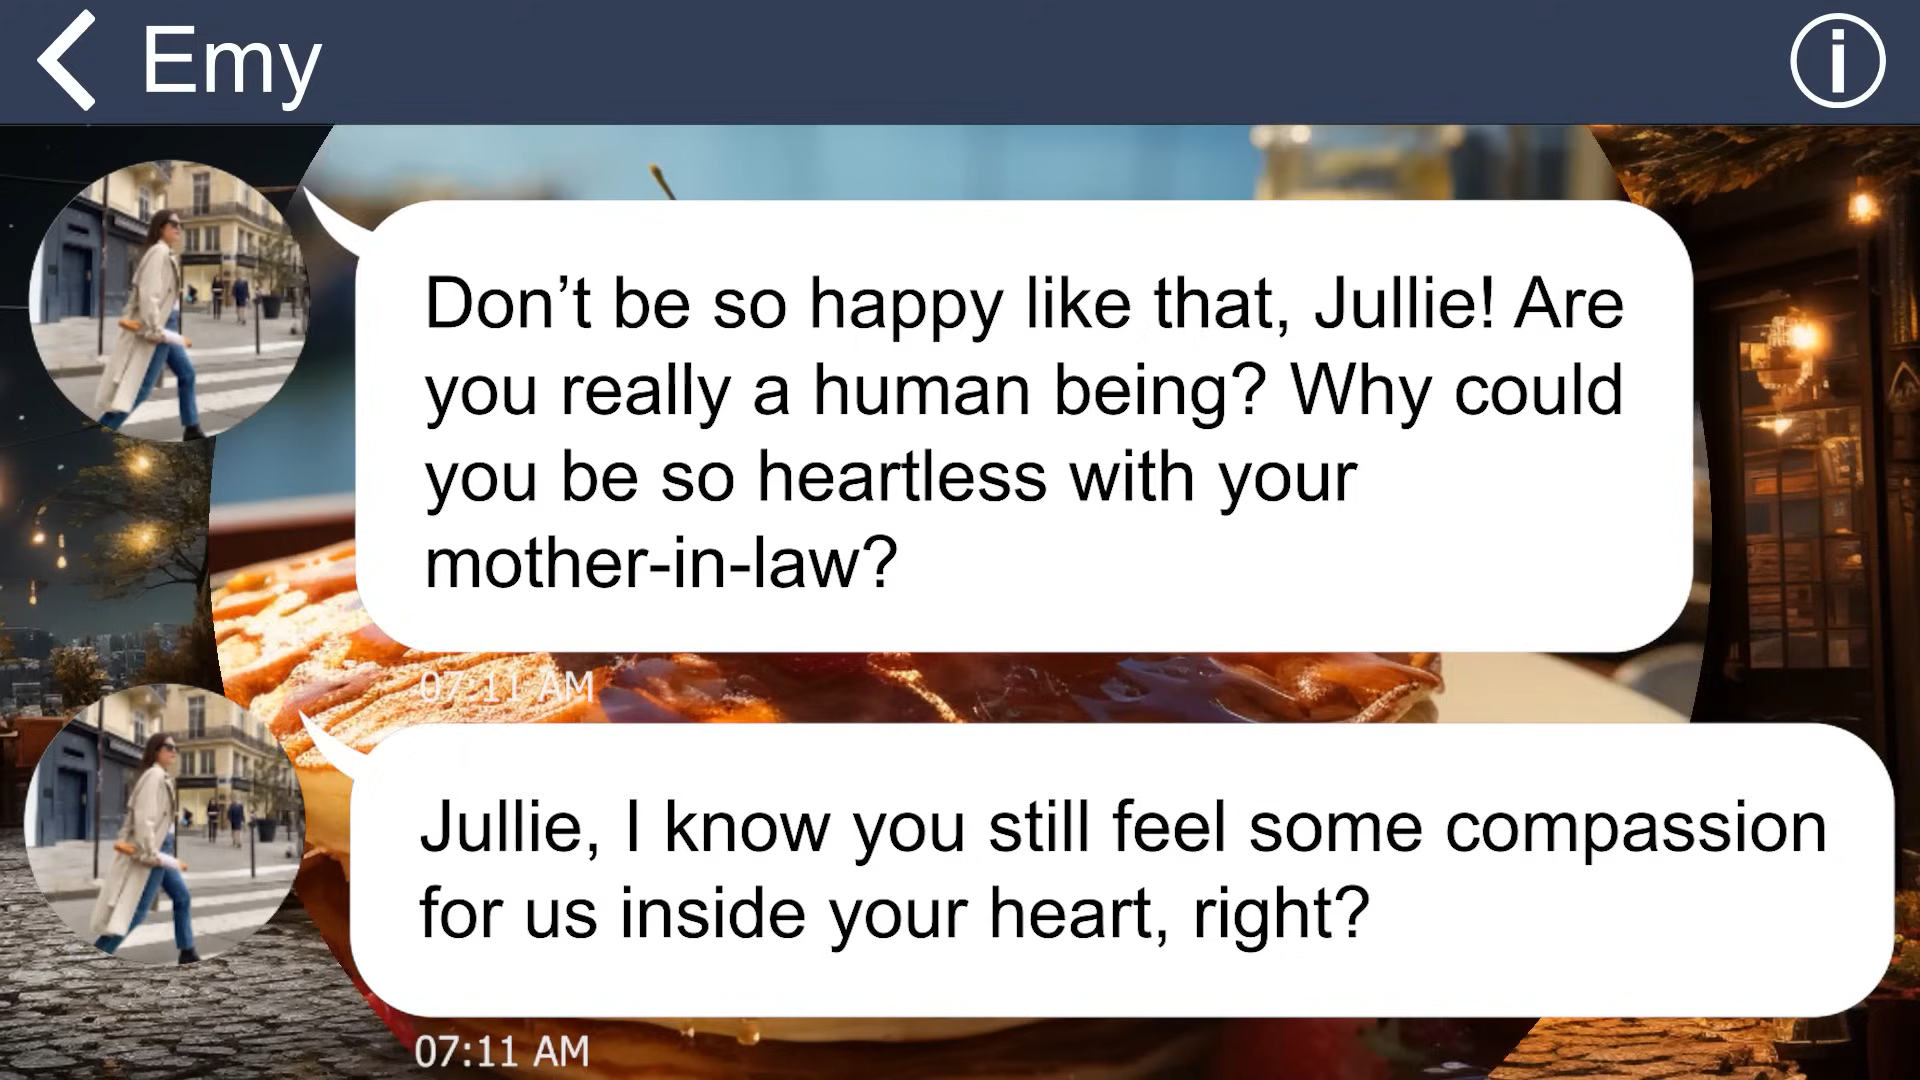 Emy
Don’t be so happy like that, Jullie! Are
you really a human being? Why could
you be so heartless with your
mother-in-law?
07:11 AM
Jullie, I know you still feel some compassion
for us inside your heart, right?
07:11 AM